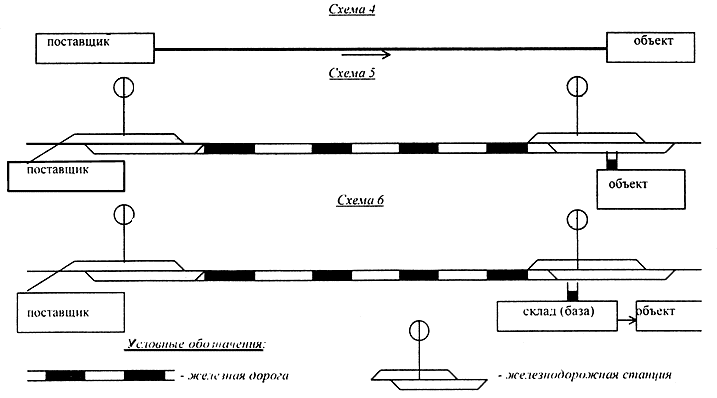 Схема 4
поставщик
объект
Схема 5
поставщик
объект
Схема 6
поставщик
склад (база)
объект
Условные обозначения:
- железная дорога
- железнодорожная станция